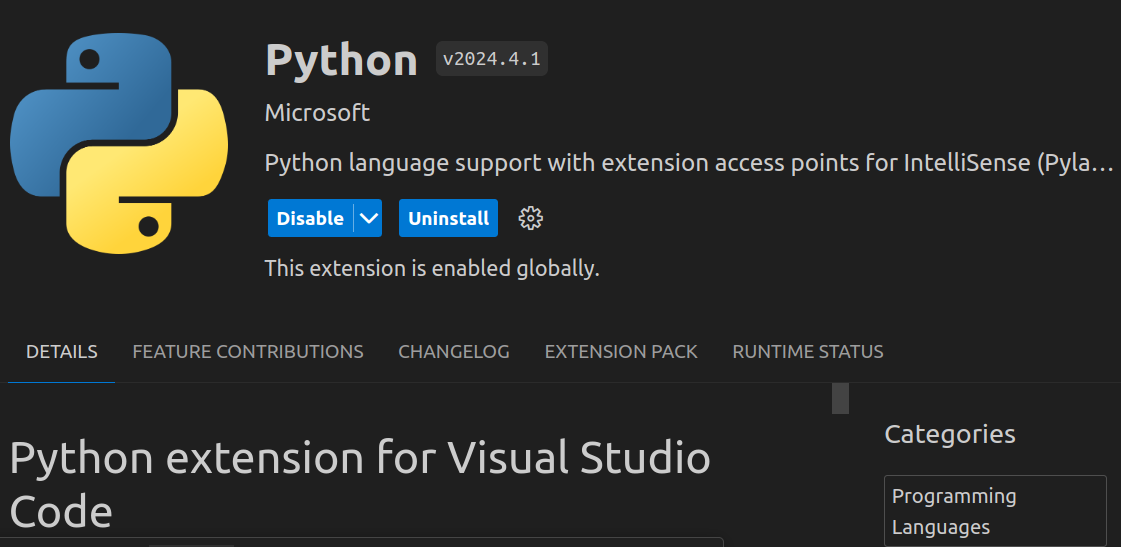 Python v2024.4.1
Microsoft
Python language support with extension access points for IntelliSense (Pyla...
Disable Uninstall
This extension is enabled globally.
DETAILS FEATURE CONTRIBUTIONS CHANGELOG EXTENSION PACK RUNTIME STATUS
Python extension for Visual Studio
Code
Categories
Programming
Languages